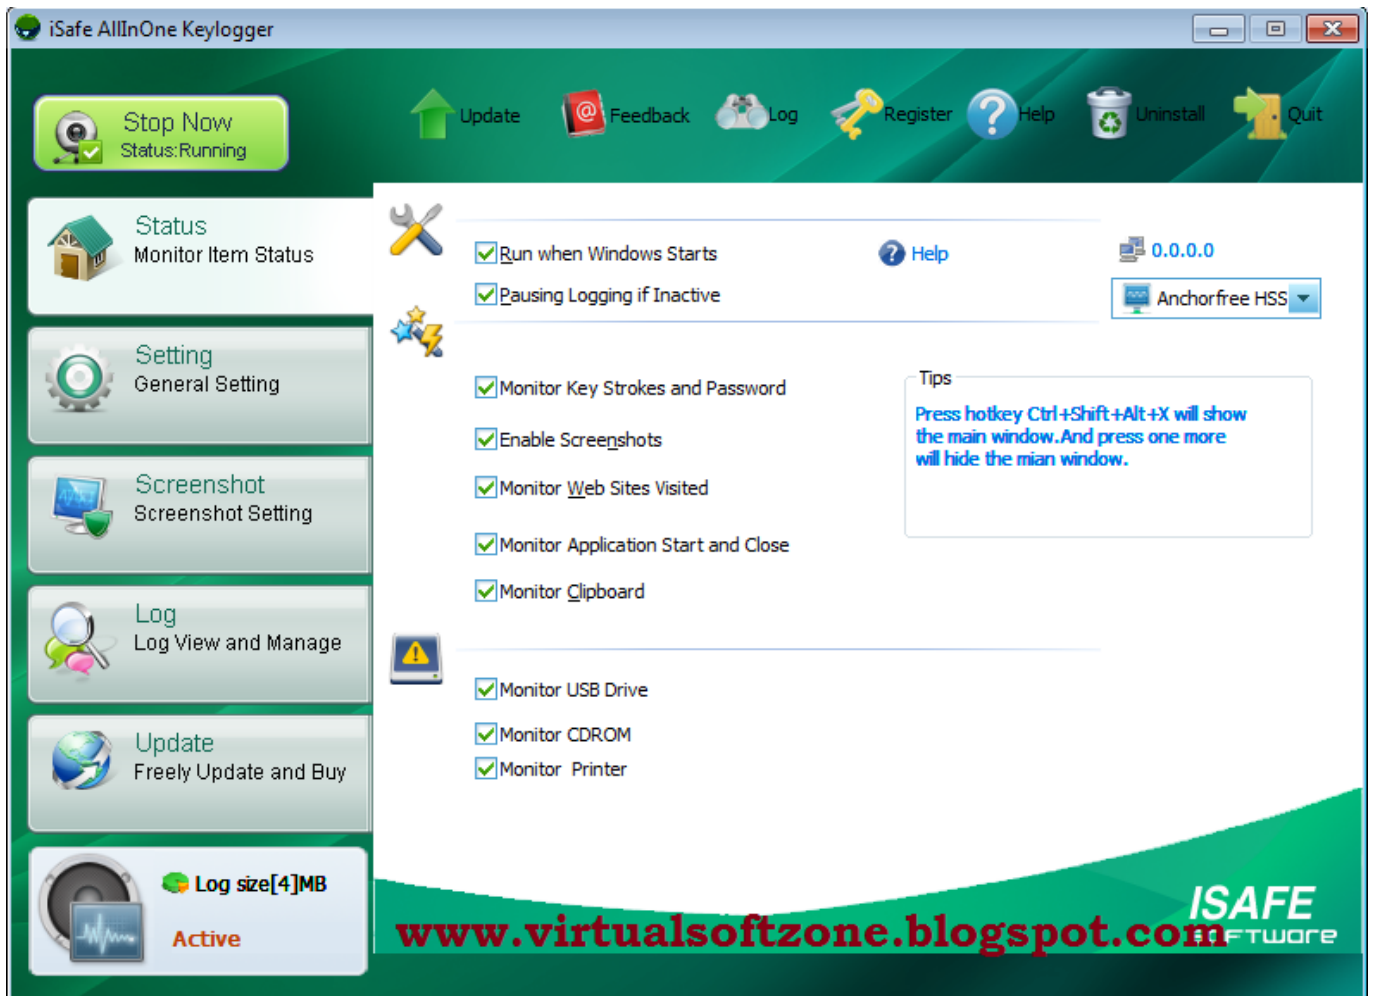 iSafe AllInOne Keylogger
Stop Now
Status:Running
Update
Feedback
Log
Register
Help
Uninstall
Quit
Status
Monitor Item Status
Setting
General Setting
Screenshot
Screenshot Setting
Log
Log View and Manage
Update
Freely Update and Buy
Log size[4]MB
Active
Run when Windows Starts
Help
0.0.0.0
Pausing Logging if Inactive
Anchorfree HSS
Monitor Key Strokes and Password
Enable Screenshots
Monitor Web Sites Visited
Monitor Application Start and Close
Monitor Clipboard
Tips
Press hotkey Ctrl+Shift+Alt+X will show
the main window.And press one more
will hide the mian window.
Monitor USB Drive
Monitor CDROM
Monitor Printer
ISAFE
SOFTWARE
www.virtualsoftzone.blogspot.com